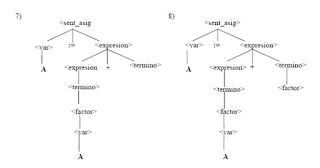 7)
<sent_asig
<var> := <expresion>
A <expresion + <termino>
<termino>
<factor>
<var>
A
8)
<sent_asig
<var> := <expresion>
A <expresion + <termino>
<termino> <factor>
<factor>
<var>
A